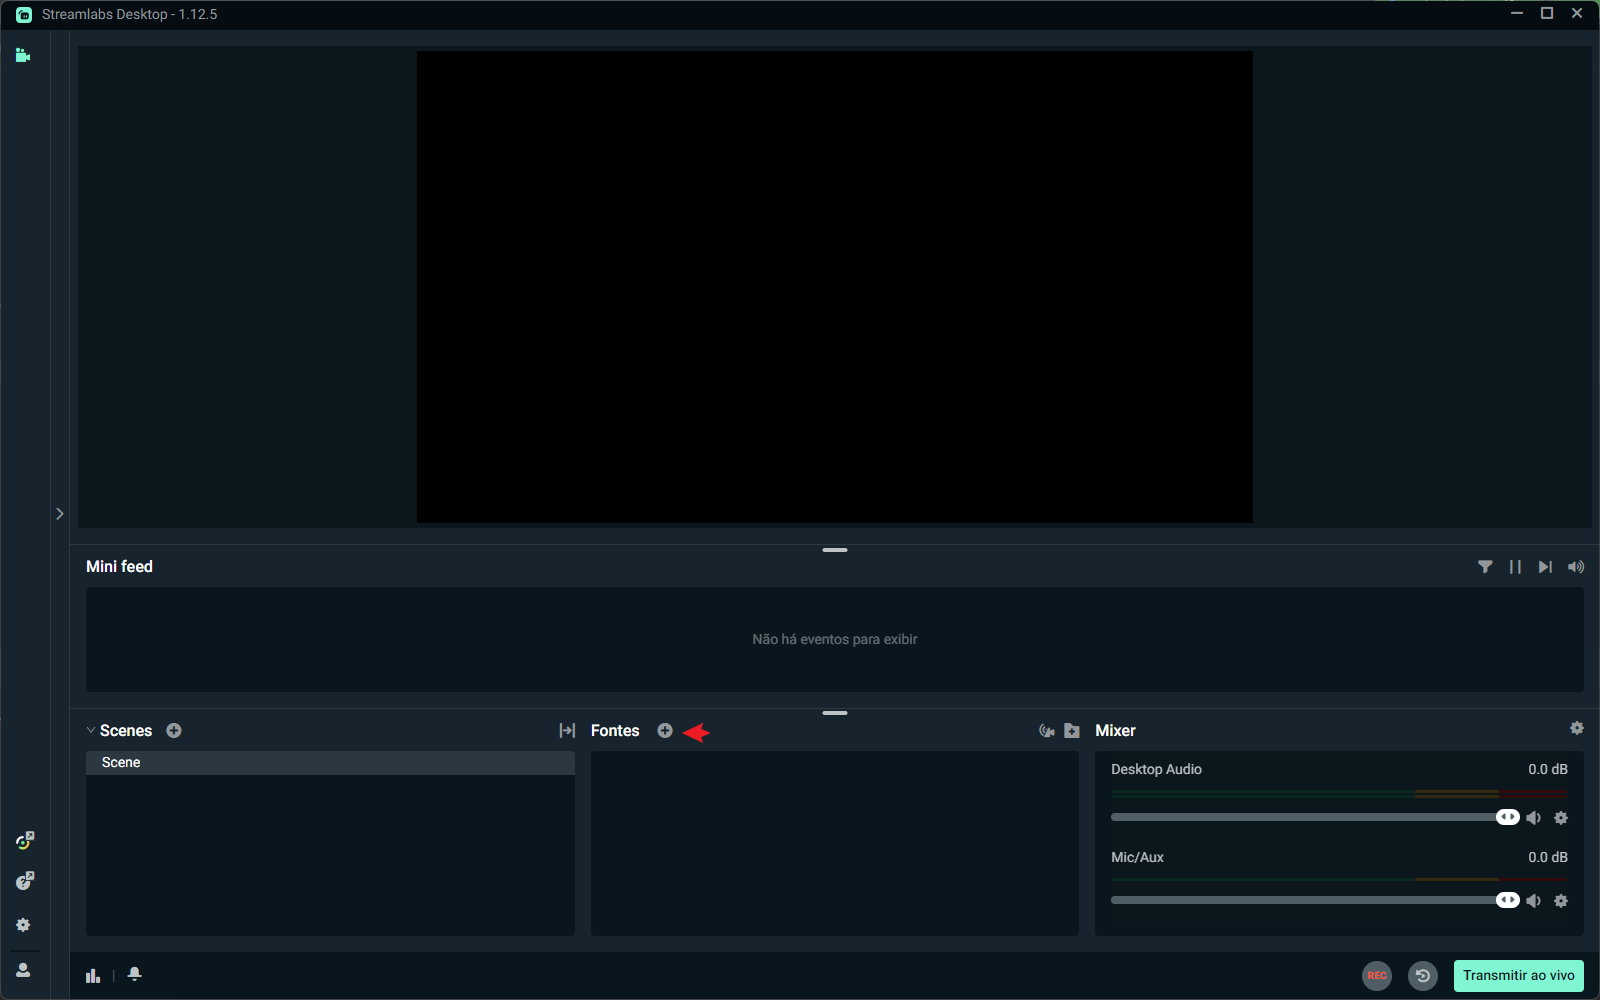 Streamlabs Desktop - 1.12.5
Mini feed
Não há eventos para exibir
Scenes
Fontes
Mixer
Scene
Desktop Audio 0.0 dB
Mic/Aux 0.0 dB
REC
Transmitir ao vivo